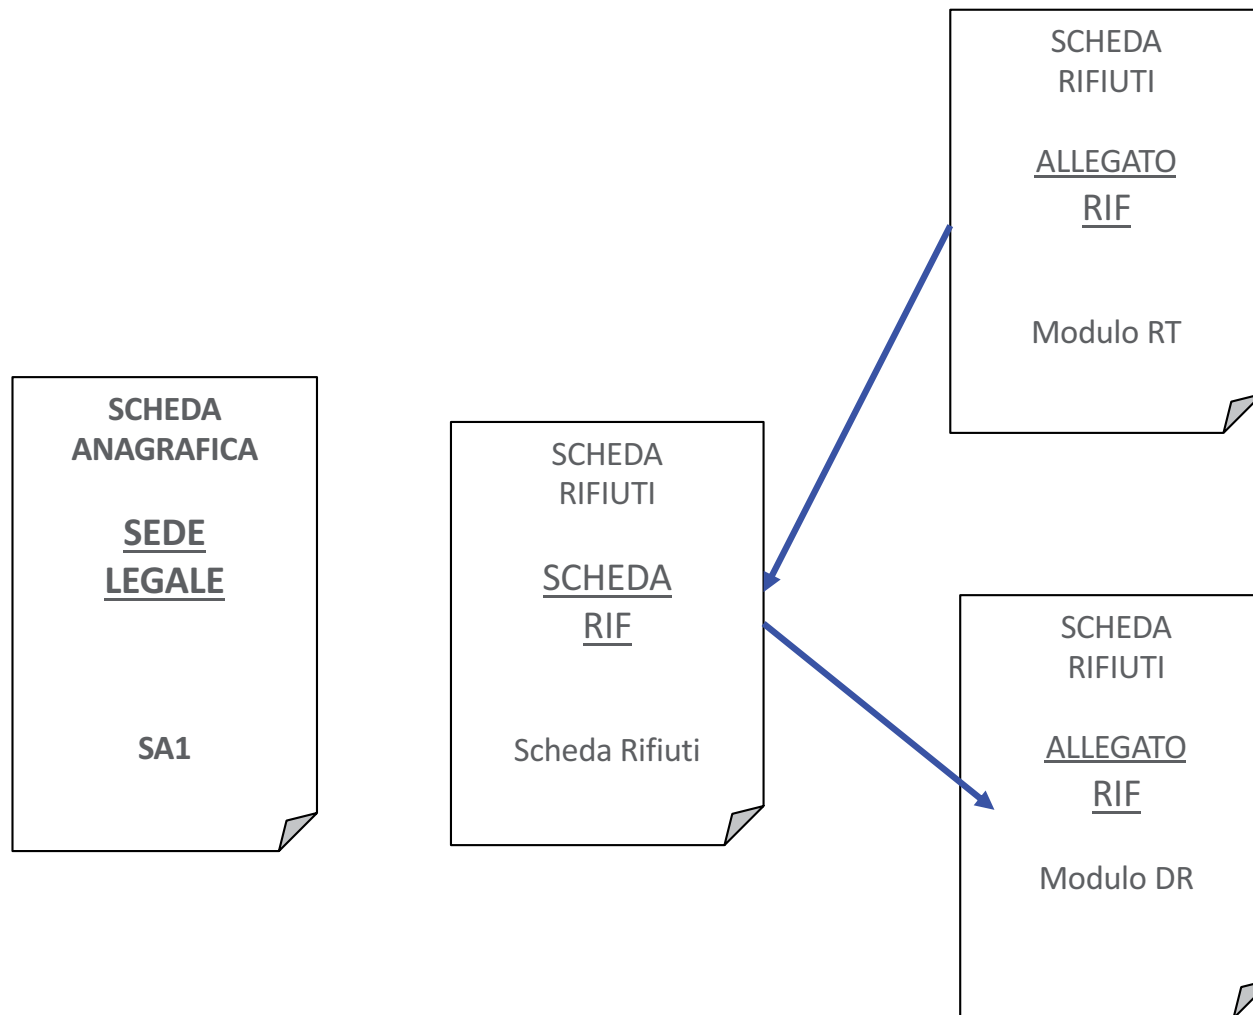 SCHEDA
ANAGRAFICA
SEDE
LEGALE
SA1
SCHEDA
RIFIUTI
SCHEDA
RIF
Scheda Rifiuti
SCHEDA
RIFIUTI
ALLEGATO
RIF
Modulo RT
SCHEDA
RIFIUTI
ALLEGATO
RIF
Modulo DR